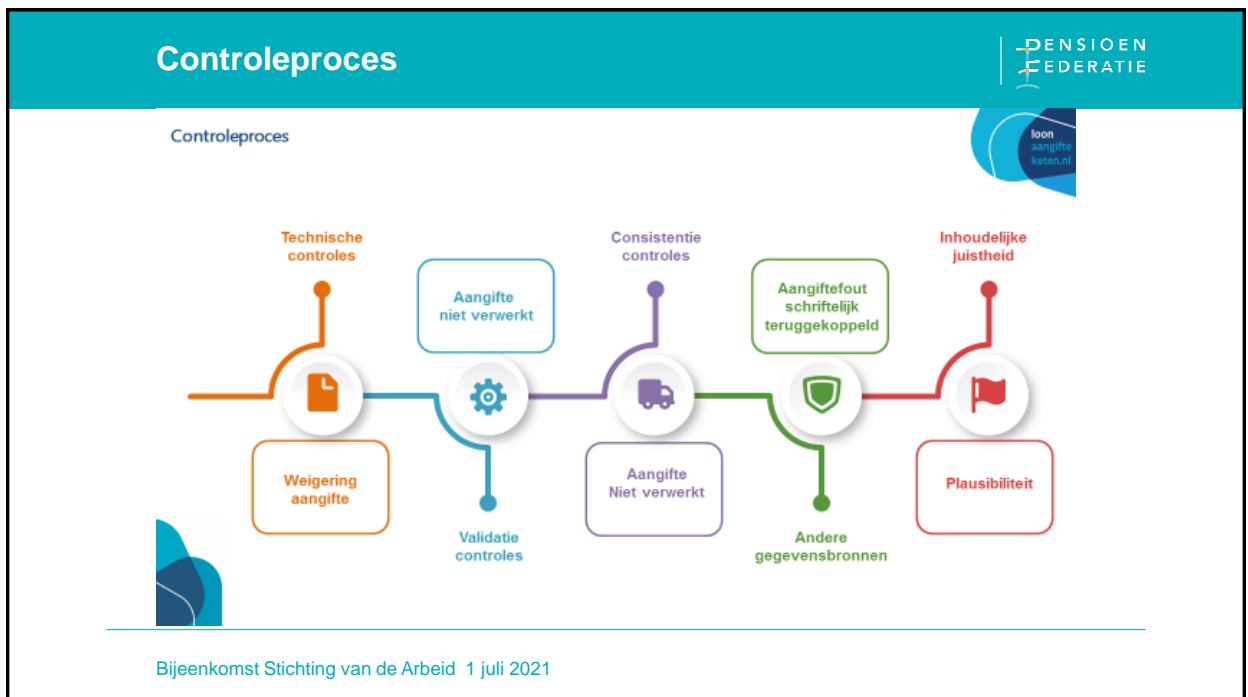 Controleproces
PENSIOEN
FEDERATIE
Controleproces
loon
aangifte
keten.nl
Technische
controles
Weigering
aangifte
Aangifte
niet verwerkt
Validatie
controles
Consistentie
controles
Aangifte
Niet verwerkt
Aangiftefout
schriftelijk
teruggekoppeld
Andere
gegevensbronnen
Inhoudelijke
juistheid
Plausibiliteit
Bijeenkomst Stichting van de Arbeid 1 juli 2021